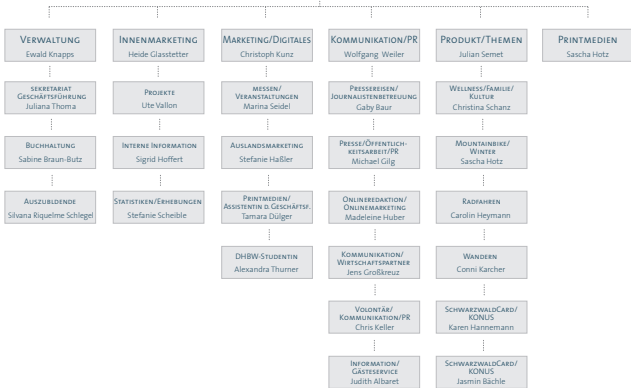 VERWALTUNG
Ewald Knapps
SEKRETARIAT
GESCHÄFTSFÜHRUNG
Juliana Thoma
BUCHHALTUNG
Sabine Braun-Butz
AUSZUBILDENDE
Silvana Riquelme Schlegel
INNENMARKETING
Heide Glasstetter
PROJEKTE
Ute Vallon
INTERNE INFORMATION
Sigrid Hoffert
STATISTIKEN/ERHEBUNGEN
Stefanie Scheible
MARKETING/DIGITALES
Christoph Kunz
MESSEN/
VERANSTALTUNGEN
Marina Seidel
AUSLANDSMARKETING
Stefanie Haßler
PRINTMEDIEN/
ASSISTENTIN D. GESCHÄFTSF.
Tamara Dülger
DHBW-STUDENTIN
Alexandra Thurner
KOMMUNIKATION/PR
Wolfgang Weiler
PRESSEREISEN/
JOURNALISTENBETREUUNG
Gaby Baur
PRESSE/ÖFFENTLICH-
KEITSARBEIT/PR
Michael Gilg
ONLINEREDAKTION/
ONLINEMARKETING
Madeleine Huber
KOMMUNIKATION/
WIRTSCHAFTSPARTNER
Jens Großkreuz
VOLONTÄR/
KOMMUNIKATION/PR
Chris Keller
INFORMATION/
GÄSTESERVICE
Judith Albaret
PRODUKT/THEMEN
Julian Semet
WELLNESS/FAMILIE/
KULTUR
Christina Schanz
MOUNTAINBIKE/
WINTER
Sascha Hotz
RADFAHREN
Carolin Heymann
WANDERN
Conni Karcher
SCHWARZWALDCARD/
KONUS
Karen Hannemann
SCHWARZWALDCARD/
KONUS
Jasmin Bächle
PRINTMEDIEN
Sascha Hotz